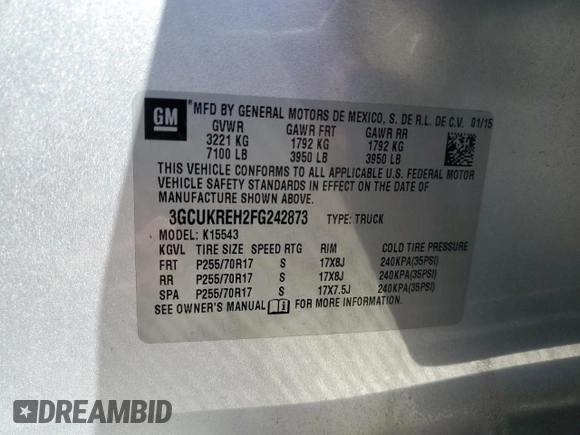 GM
*MFD BY GENERAL MOTORS DE MEXICO, S. DE R.L. DE C.V. 01/15
GVWR GAWR FRT GAWR RR
3221 KG 1792 KG 1792 KG
7100 LB 3950 LB 3950 LB
THIS VEHICLE CONFORMS TO ALL APPLICABLE U.S. FEDERAL MOTOR
VEHICLE SAFETY STANDARDS IN EFFECT ON THE DATE OF
MANUFACTURE SHOWN ABOVE.
3GCUKREH2FG242873 TYPE: TRUCK
MODEL: K15543
KGVL TIRE SIZE SPEED RTG RIM COLD TIRE PRESSURE
FRT P255/70R17 S 17X8J 240KPA(35PSI)
RR P255/70R17 S 17X8J 240KPA(35PSI)
SPA P255/70R17 S 17X7.5J 240KPA(35PSI)
SEE OWNER'S MANUAL i FOR MORE INFORMATION.
DREAMBID